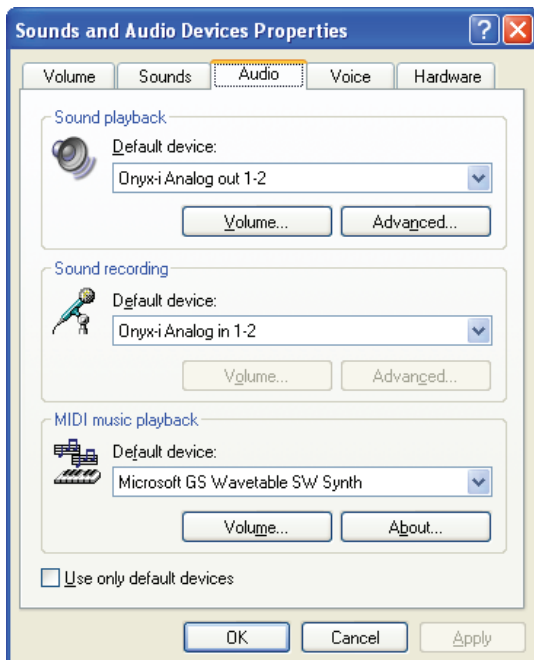 Sounds and Audio Devices Properties
Volume Sounds Audio Voice Hardware
Sound playback
Default device:
Onyx-i Analog out 1-2
Volume... Advanced...
Sound recording
Default device:
Onyx-i Analog in 1-2
Volume... Advanced...
MIDI music playback
Default device:
Microsoft GS Wavetable SW Synth
Volume... About...
Use only default devices
OK Cancel Apply